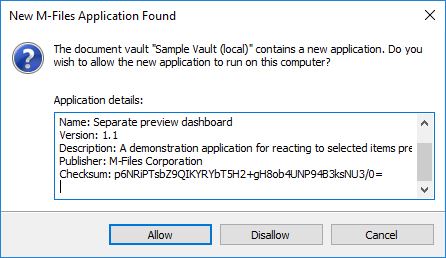 New M-Files Application Found
The document vault "Sample Vault (local)" contains a new application. Do you
wish to allow the new application to run on this computer?
Application details:
Name: Separate preview dashboard
Version: 1.1
Description: A demonstration application for reacting to selected items pre
Publisher: M-Files Corporation
Checksum: p6NRiPTsbZ9QIKYRYbT5H2+gH8ob4UNP94B3ksNU3/0=
Allow
Disallow
Cancel